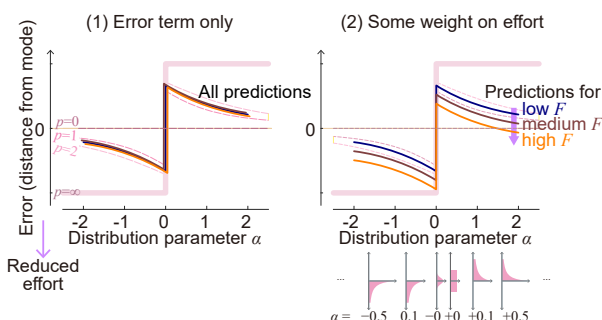 (1) Error term only
(2) Some weight on effort
Error (distance from mode)
0
p=0
p=1
p=2
p=∞
All predictions
-2 -1 0 1 2
Distribution parameter α
Reduced
effort
0
Predictions for
low F
medium F
high F
-2 -1 0 1 2
Distribution parameter α
... ...
α = −0.5 0.1 −0 +0 +0.1 +0.5